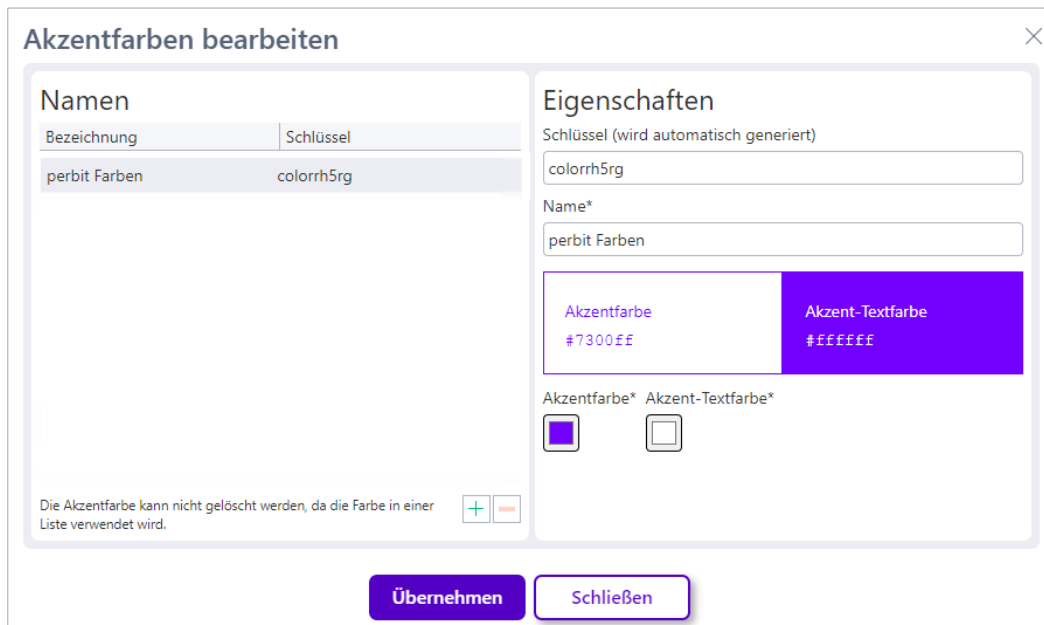 Akzentfarben bearbeiten
Namen
Bezeichnung Schlüssel
perbit Farben colorrh5rg
Die Akzentfarbe kann nicht gelöscht werden, da die Farbe in einer
Liste verwendet wird.
Eigenschaften
Schlüssel (wird automatisch generiert)
colorrh5rg
Name*
perbit Farben
Akzentfarbe
#7300ff
Akzent-Textfarbe
#ffffff
Akzentfarbe* Akzent-Textfarbe*
Übernehmen
Schließen